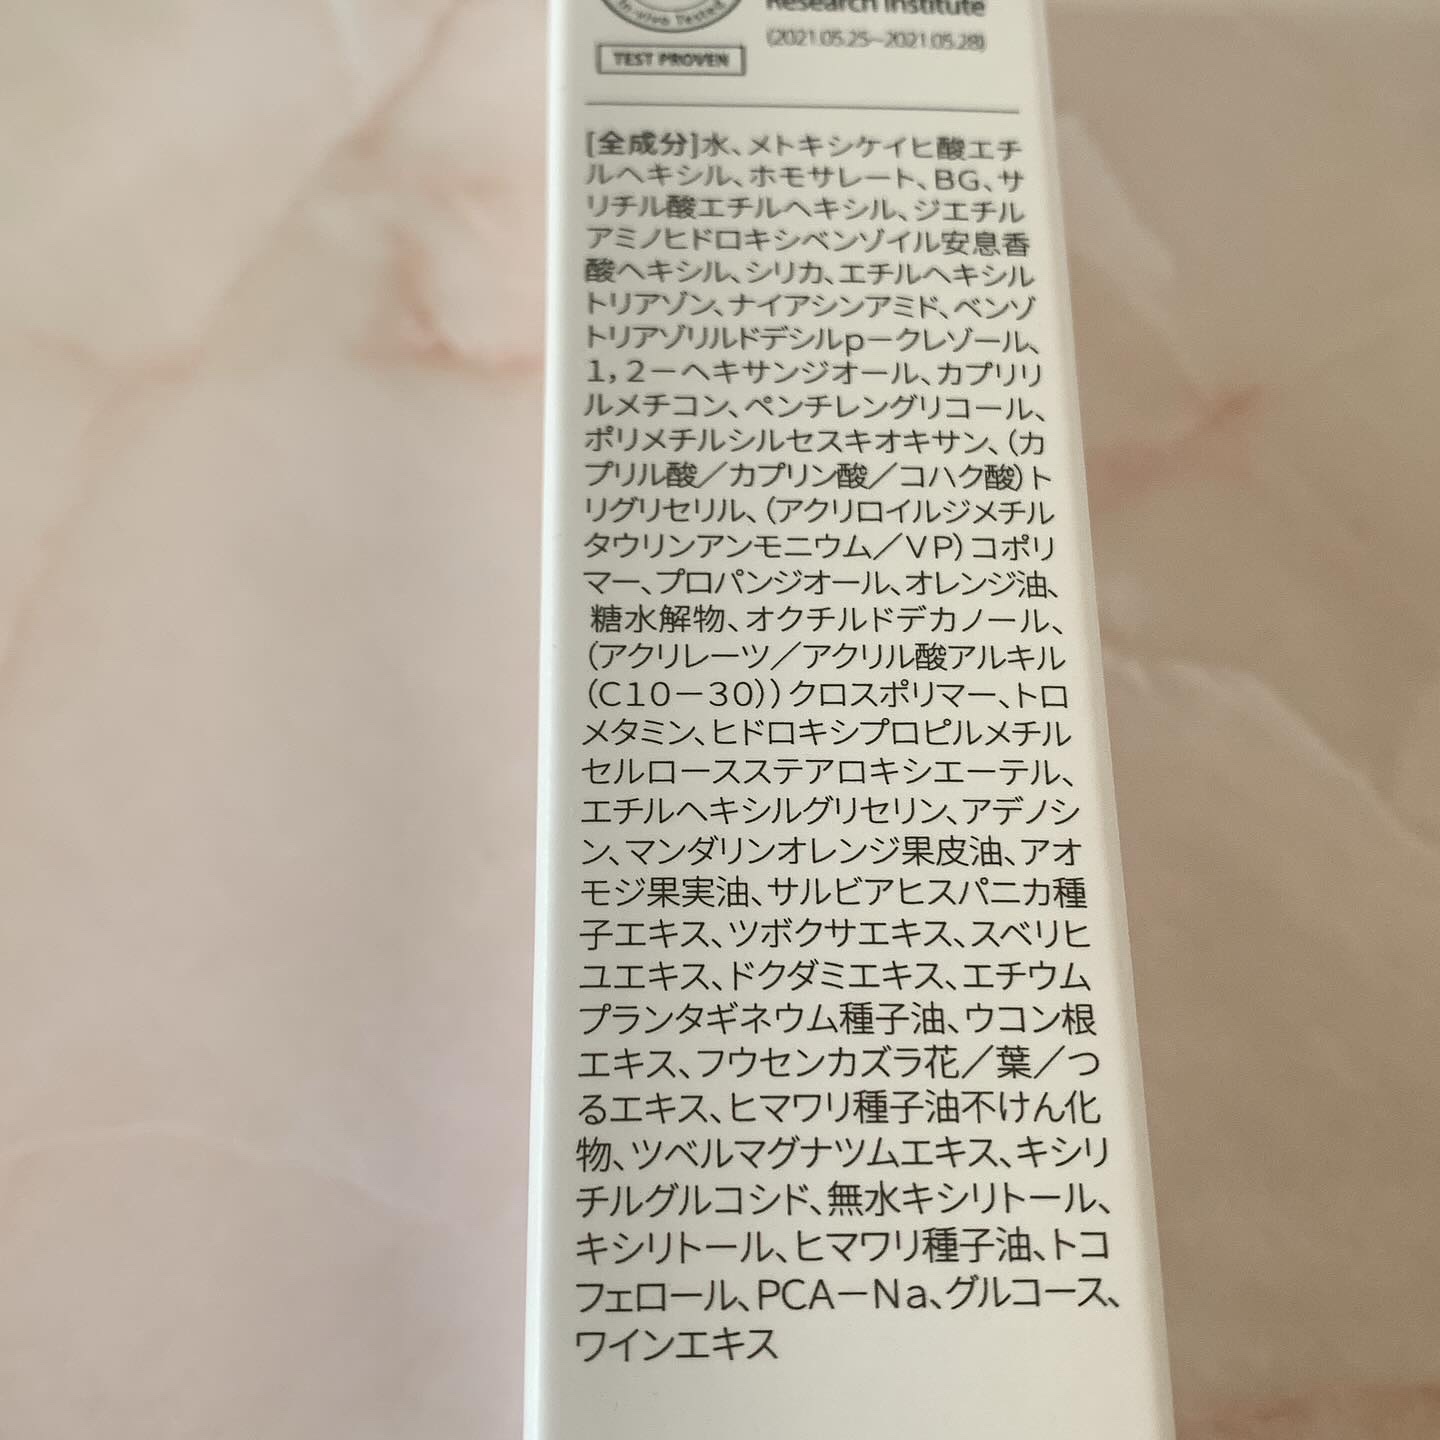 In-vivo Tested
TEST PROVEN
Research Institute
(2021.05.25~2021.05.28)
[全成分]水、メトキシケイヒ酸エチ
ルヘキシル、ホモサレート、BG、サ
リチル酸エチルヘキシル、ジエチル
アミノヒドロキシベンゾイル安息香
酸ヘキシル、シリカ、エチルヘキシル
トリアゾン、ナイアシンアミド、ベンゾ
トリアゾリルドデシルp－クレゾール、
1,2－ヘキサンジオール、カプリリ
ルメチコン、ペンチレングリコール、
ポリメチルシルセスキオキサン、(カ
プリル酸／カプリン酸／コハク酸)ト
リグリセリル、(アクリロイルジメチル
タウリンアンモニウム／VP)コポリ
マー、プロパンジオール、オレンジ油、
糖水解物、オクチルドデカノール、
(アクリレーツ／アクリル酸アルキル
(C10－30))クロスポリマー、トロ
メタミン、ヒドロキシプロピルメチル
セルロースステアロキシエーテル、
エチルヘキシルグリセリン、アデノシ
ン、マンダリンオレンジ果皮油、アオ
モジ果実油、サルビアヒスパニカ種
子エキス、ツボクサエキス、スベリヒ
ユエキス、ドクダミエキス、エチウム
プランタギネウム種子油、ウコン根
エキス、フウセンカズラ花／葉／つ
るエキス、ヒマワリ種子油不けん化
物、ツベルマグナツムエキス、キシリ
チルグルコシド、無水キシリトール、
キシリトール、ヒマワリ種子油、トコ
フェロール、PCA－Na、グルコース、
ワインエキス